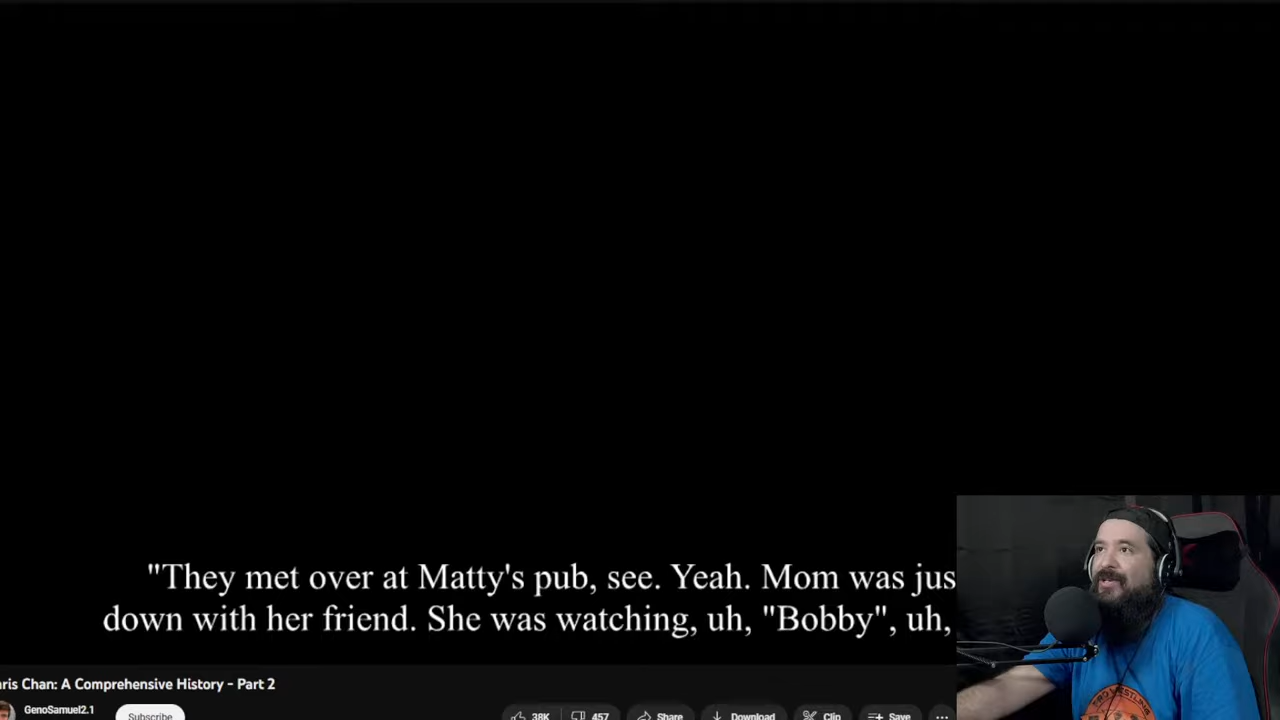 "They met over at Matty's pub, see. Yeah. Mom was jus
down with her friend. She was watching, uh, "Bobby", uh,
aris Chan: A Comprehensive History - Part 2
GenoSamuel2.1
Subscribe
38K 457 Share Download Clip Save